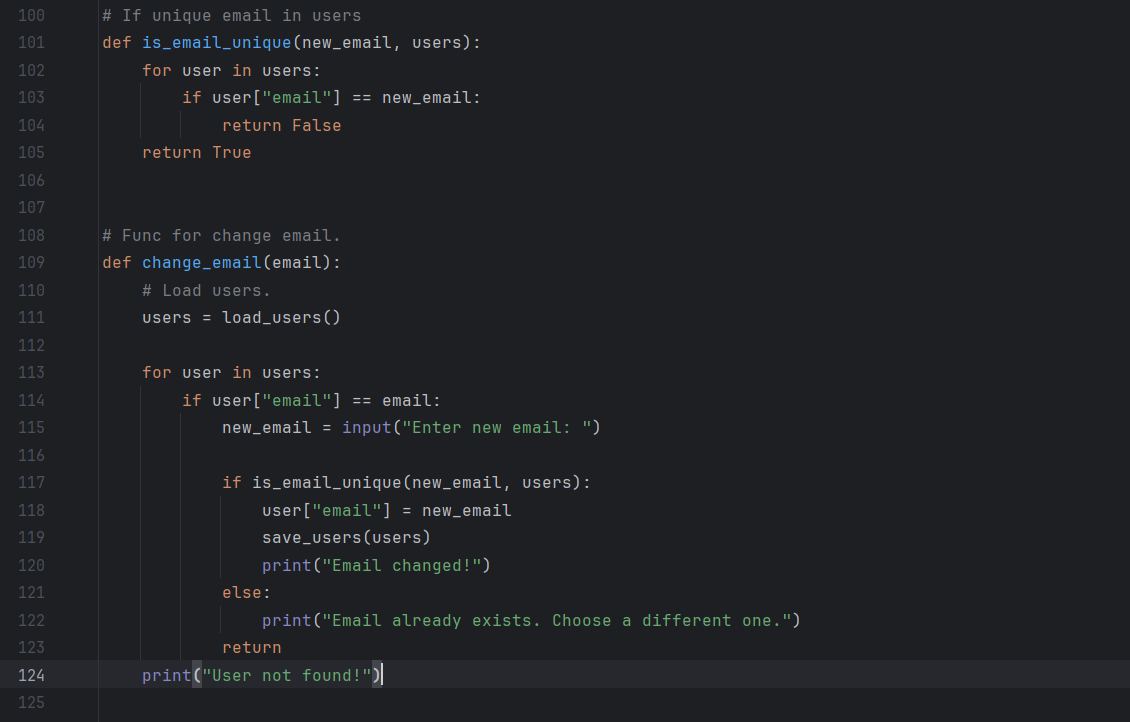 100 # If unique email in users
101 def is_email_unique(new_email, users):
102     for user in users:
103         if user["email"] == new_email:
104             return False
105     return True
106
107
108 # Func for change email.
109 def change_email(email):
110     # Load users.
111     users = load_users()
112
113     for user in users:
114         if user["email"] == email:
115             new_email = input("Enter new email: ")
116
117             if is_email_unique(new_email, users):
118                 user["email"] = new_email
119                 save_users(users)
120                 print("Email changed!")
121             else:
122                 print("Email already exists. Choose a different one.")
123             return
124     print("User not found!")
125